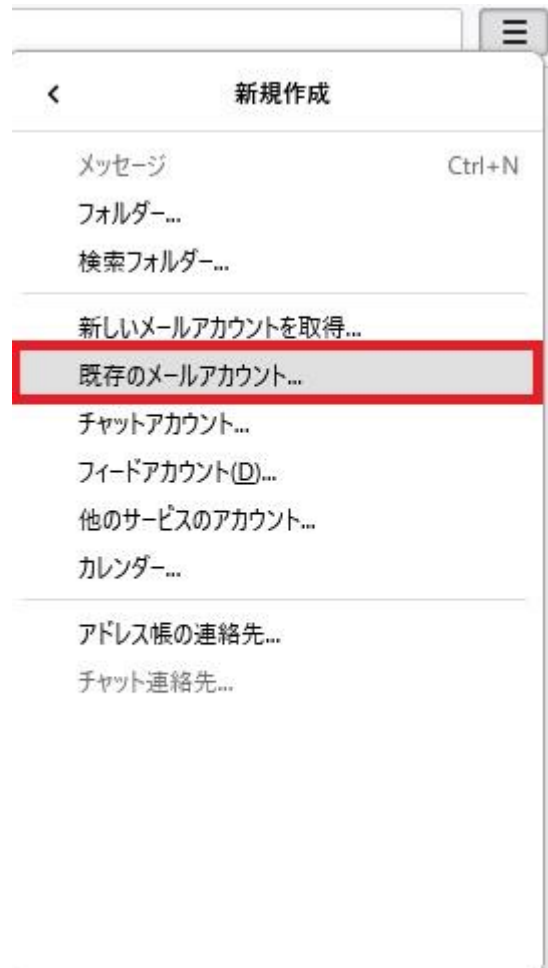 新規作成
メッセージ Ctrl+N
フォルダー...
検索フォルダー...
新しいメールアカウントを取得...
既存のメールアカウント...
チャットアカウント...
フィードアカウント(D)...
他のサービスのアカウント...
カレンダー...
アドレス帳の連絡先...
チャット連絡先...